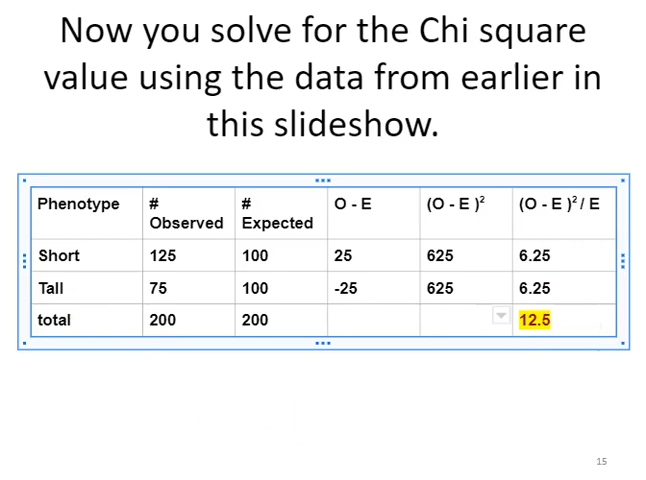 Now you solve for the Chi square
value using the data from earlier in
this slideshow.
Phenotype # Observed # Expected O - E (O - E )² (O - E )² / E
Short 125 100 25 625 6.25
Tall 75 100 -25 625 6.25
total 200 200 12.5
15